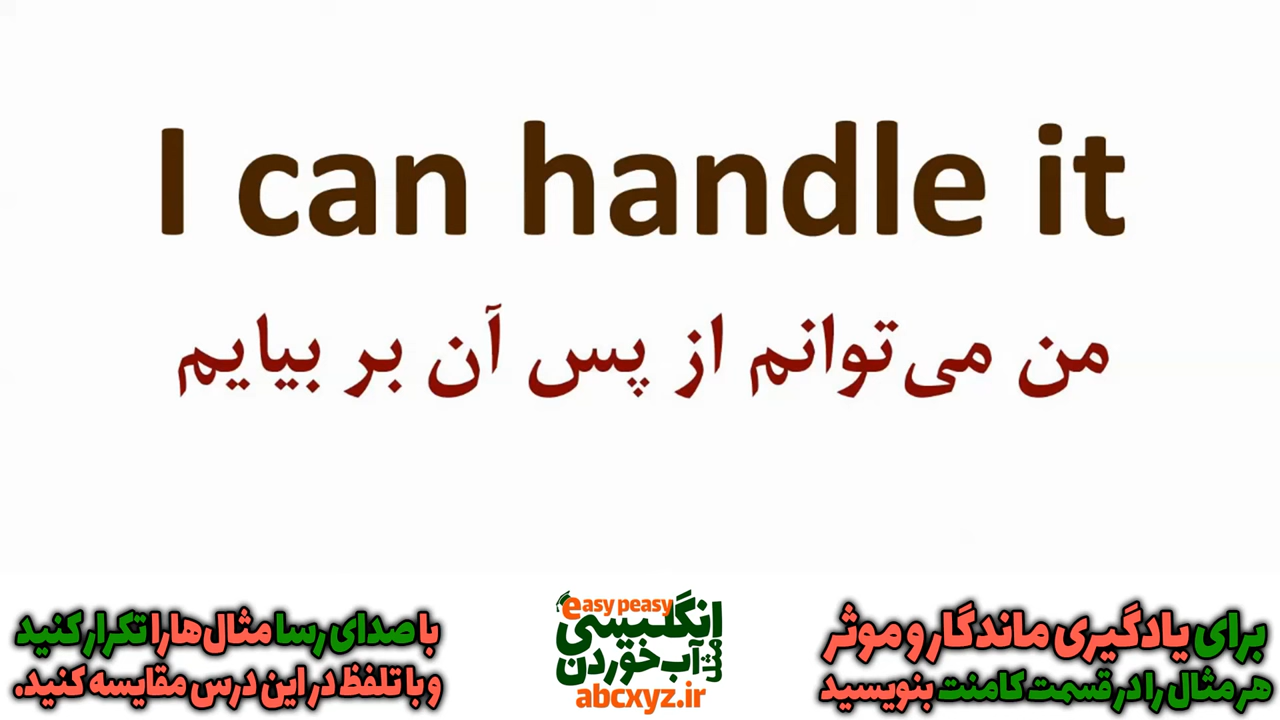 I can handle it
من می‌توانم از پس آن بر بیایم
برای یادگیری ماندگار و موثر
هر مثال را در قسمت کامنت بنویسید
easy peasy
انگلیسی
مثل آب خوردن
abcxyz.ir
با صدای رسا مثال‌ها را تکرار کنید
و با تلفظ در این درس مقایسه کنید.